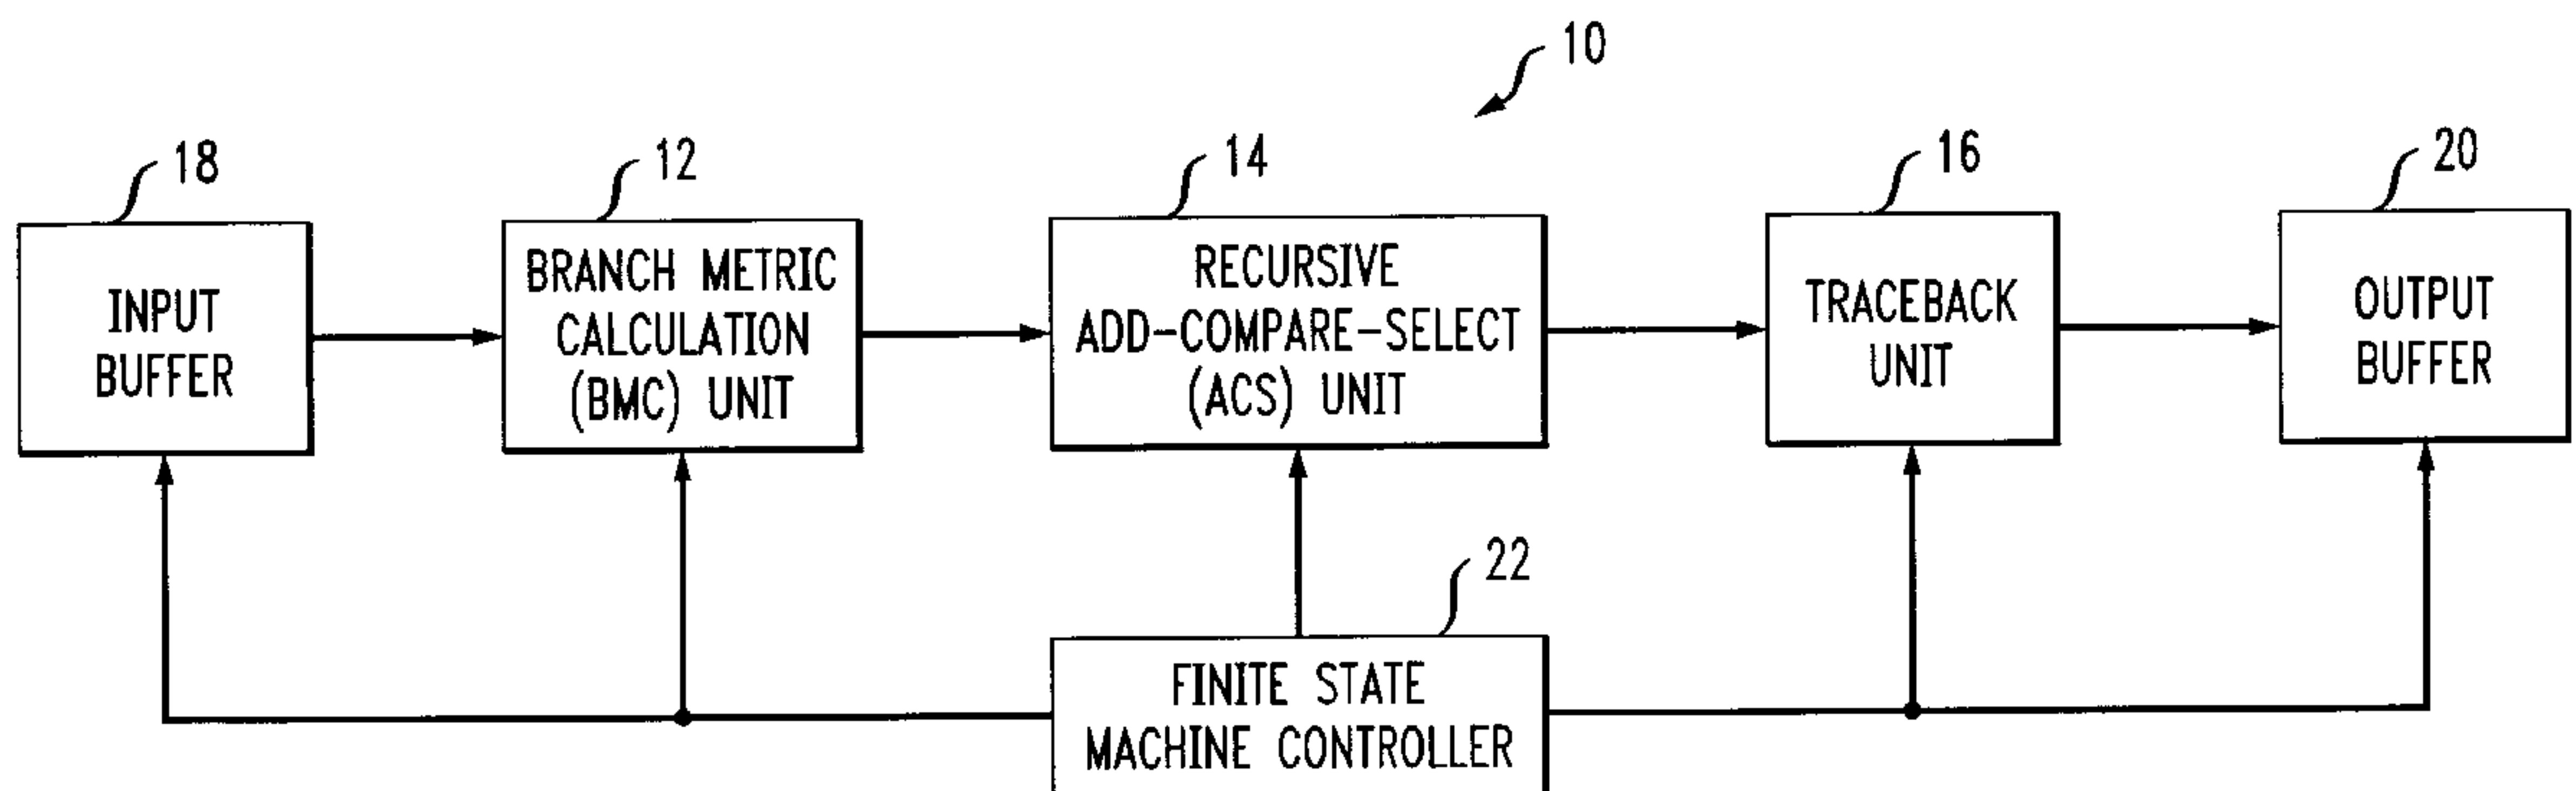 10
18
12
14
16
20
INPUT
BUFFER
BRANCH METRIC
CALCULATION
(BMC) UNIT
RECURSIVE
ADD-COMPARE-SELECT
(ACS) UNIT
TRACEBACK
UNIT
OUTPUT
BUFFER
22
FINITE STATE
MACHINE CONTROLLER